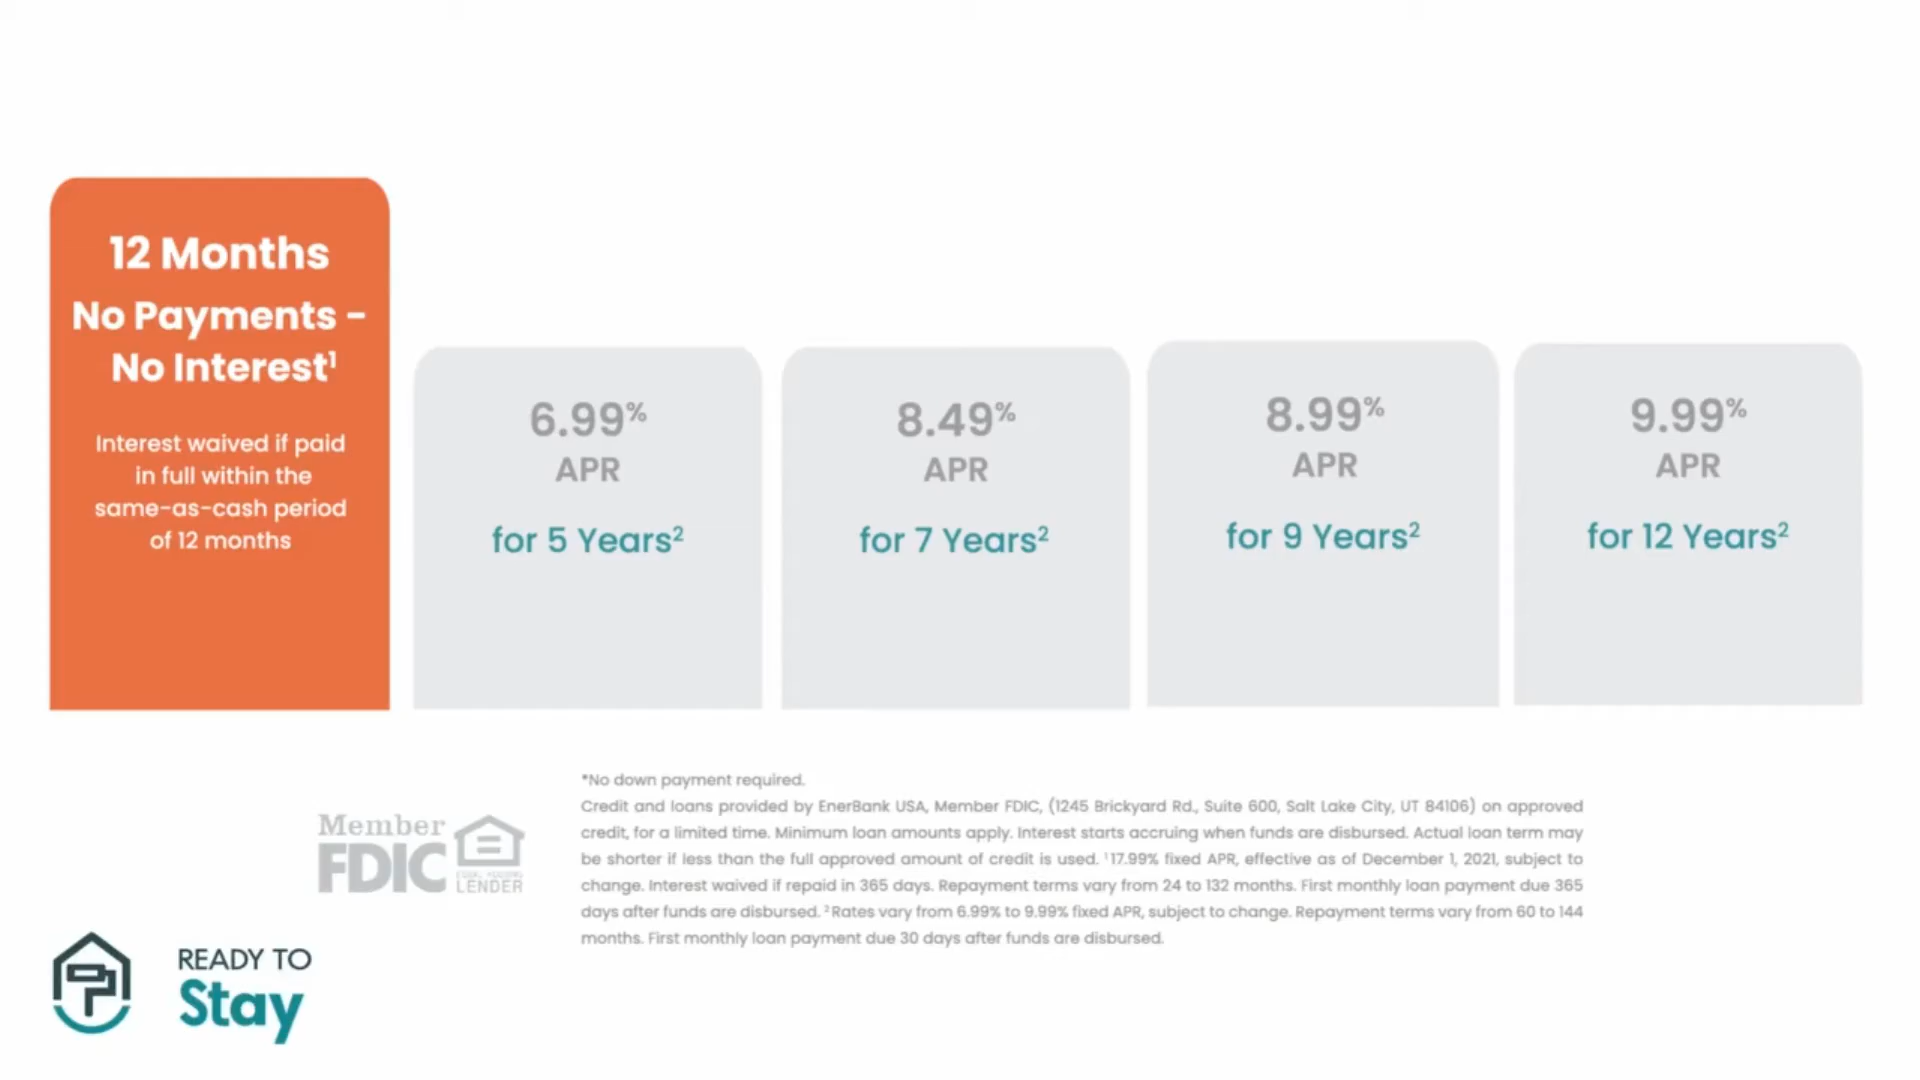 12 Months
No Payments -
No Interest¹
Interest waived if paid
in full within the
same-as-cash period
of 12 months
6.99%
APR
for 5 Years²
8.49%
APR
for 7 Years²
8.99%
APR
for 9 Years²
9.99%
APR
for 12 Years²
*No down payment required.
Credit and loans provided by EnerBank USA, Member FDIC, (1245 Brickyard Rd., Suite 600, Salt Lake City, UT 84106) on approved
credit, for a limited time. Minimum loan amounts apply. Interest starts accruing when funds are disbursed. Actual loan term may
be shorter if less than the full approved amount of credit is used. ¹17.99% fixed APR, effective as of December 1, 2021, subject to
change. Interest waived if repaid in 365 days. Repayment terms vary from 24 to 132 months. First monthly loan payment due 365
days after funds are disbursed. ²Rates vary from 6.99% to 9.99% fixed APR, subject to change. Repayment terms vary from 60 to 144
months. First monthly loan payment due 30 days after funds are disbursed.
Member
FDIC
EQUAL HOUSING
LENDER
READY TO
Stay